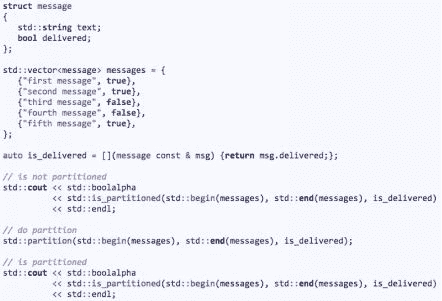 struct message
{
   std::string text;
   bool delivered;
};

std::vector<message> messages = {
   {"first message", true},
   {"second message", true},
   {"third message", false},
   {"fourth message", false},
   {"fifth message", true},
};

auto is_delivered = [](message const & msg) {return msg.delivered;};

// is not partitioned
std::cout << std::boolalpha
          << std::is_partitioned(std::begin(messages), std::end(messages), is_delivered)
          << std::endl;

// do partition
std::partition(std::begin(messages), std::end(messages), is_delivered);

// is partitioned
std::cout << std::boolalpha
          << std::is_partitioned(std::begin(messages), std::end(messages), is_delivered)
          << std::endl;